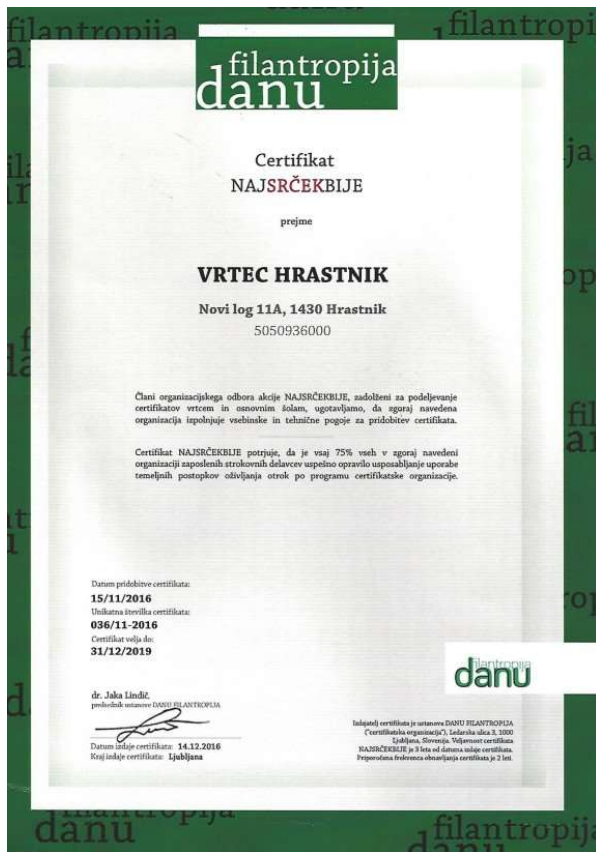 filantropija
filantropi
filantropija
danu
Certifikat
NAJSRČEKBIJE
prejme
VRTEC HRASTNIK
Novi log 11A, 1430 Hrastnik
5050936000
Člani organizacijskega odbora akcije NAJSRČEKBIJE, zadolženi za podeljevanje
certifikatov vrtcem in osnovnim šolam, ugotavljamo, da zgoraj navedena
organizacija izpolnjuje vsebinske in tehnične pogoje za pridobitev certifikata.
Certifikat NAJSRČEKBIJE potrjuje, da je vsaj 75% vseh v zgoraj navedeni
organizaciji zaposlenih strokovnih delavcev uspešno opravilo usposabljanje uporabe
temeljnih postopkov oživljanja otrok po programu certifikatske organizacije.
Datum pridobitve certifikata:
15/11/2016
Unikatna številka certifikata:
036/11-2016
Certifikat velja do:
31/12/2019
filantropija
danu
dr. Jaka Lindič,
predsednik ustanove DANU FILANTROPIJA
Datum izdaje certifikata: 14.12.2016
Kraj izdaje certifikata: Ljubljana
Izdajatelj certifikata je ustanova DANU FILANTROPIJA
("certifikatska organizacija"), Ledarska ulica 3, 1000
Ljubljana, Slovenija. Veljavnost certifikata
NAJSRČEKBIJE je 3 leta od datuma izdaje certifikata.
Priporočena frekvenca obnavljanja certifikata je 2 leti.
danu
filantropij